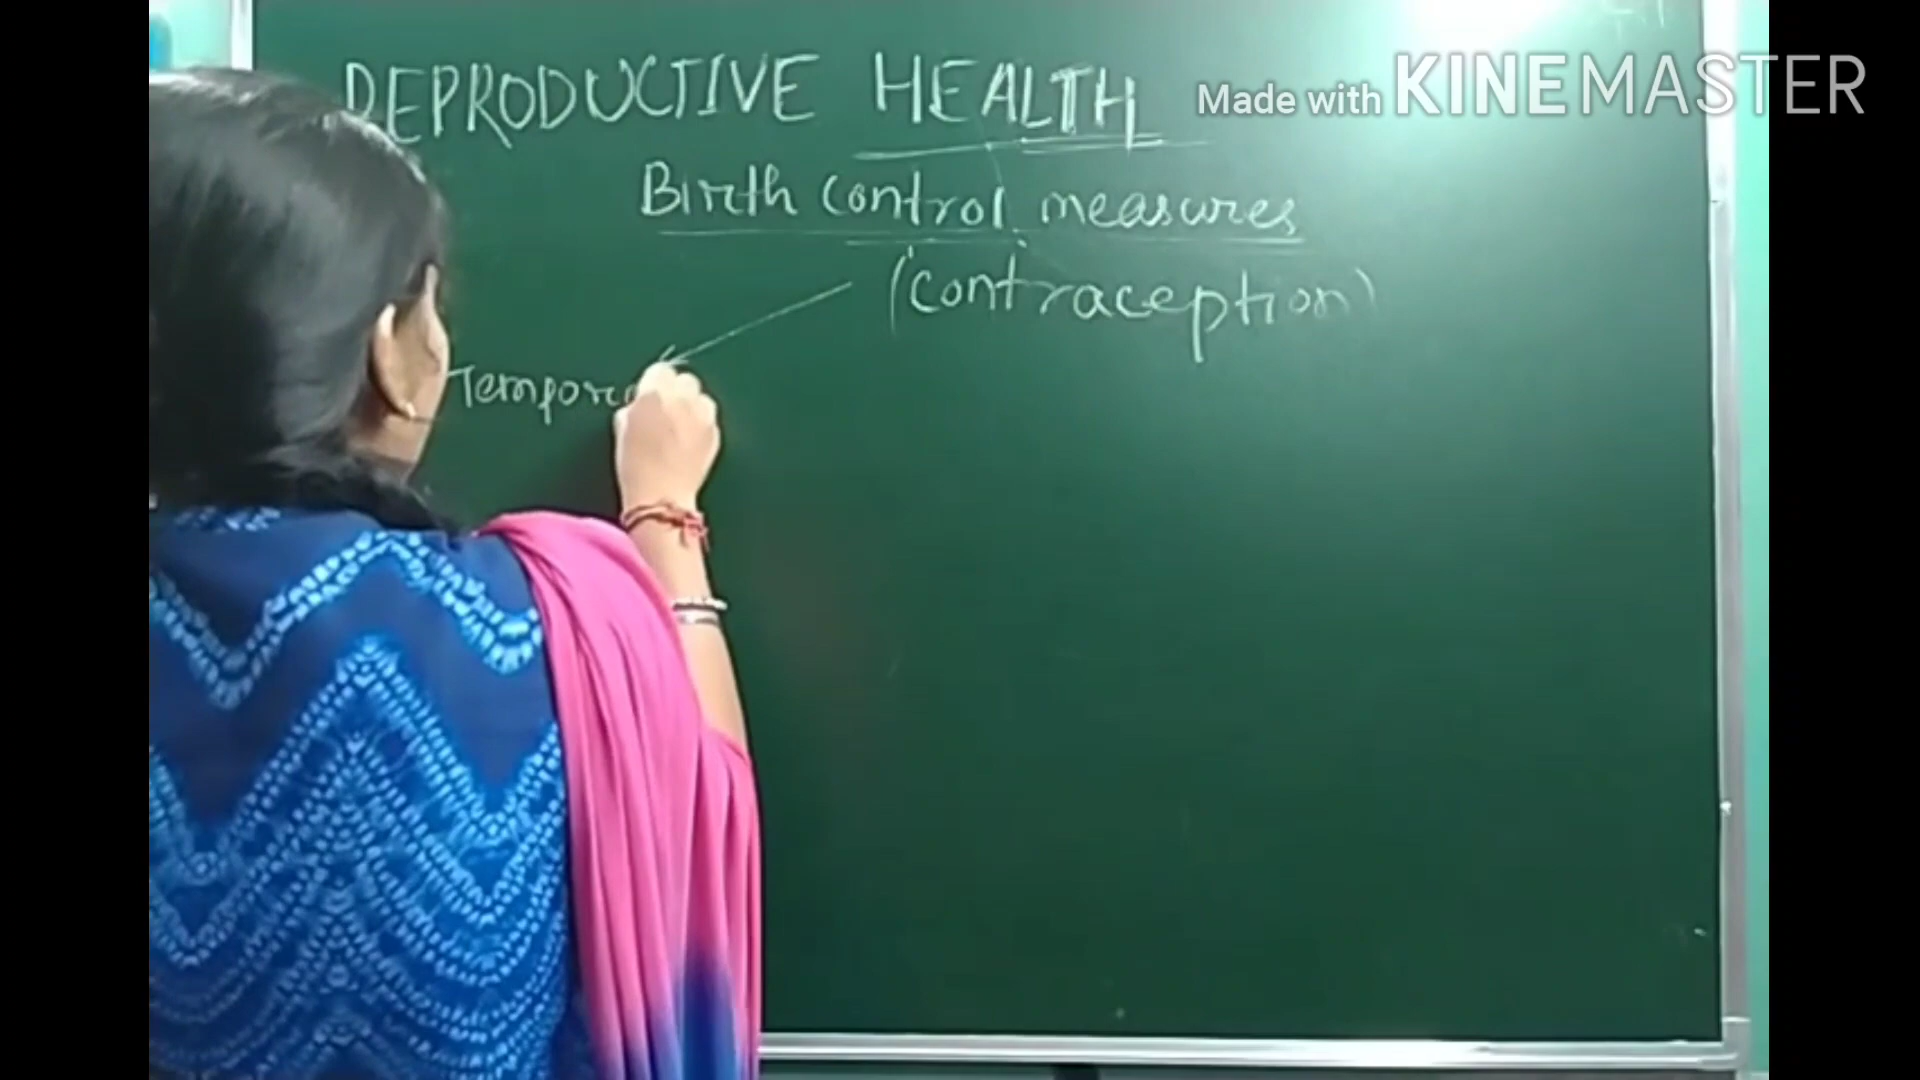 REPRODUCTIVE HEALTH
Made with KINEMASTER
Birth control measures
(contraception)
Tempora